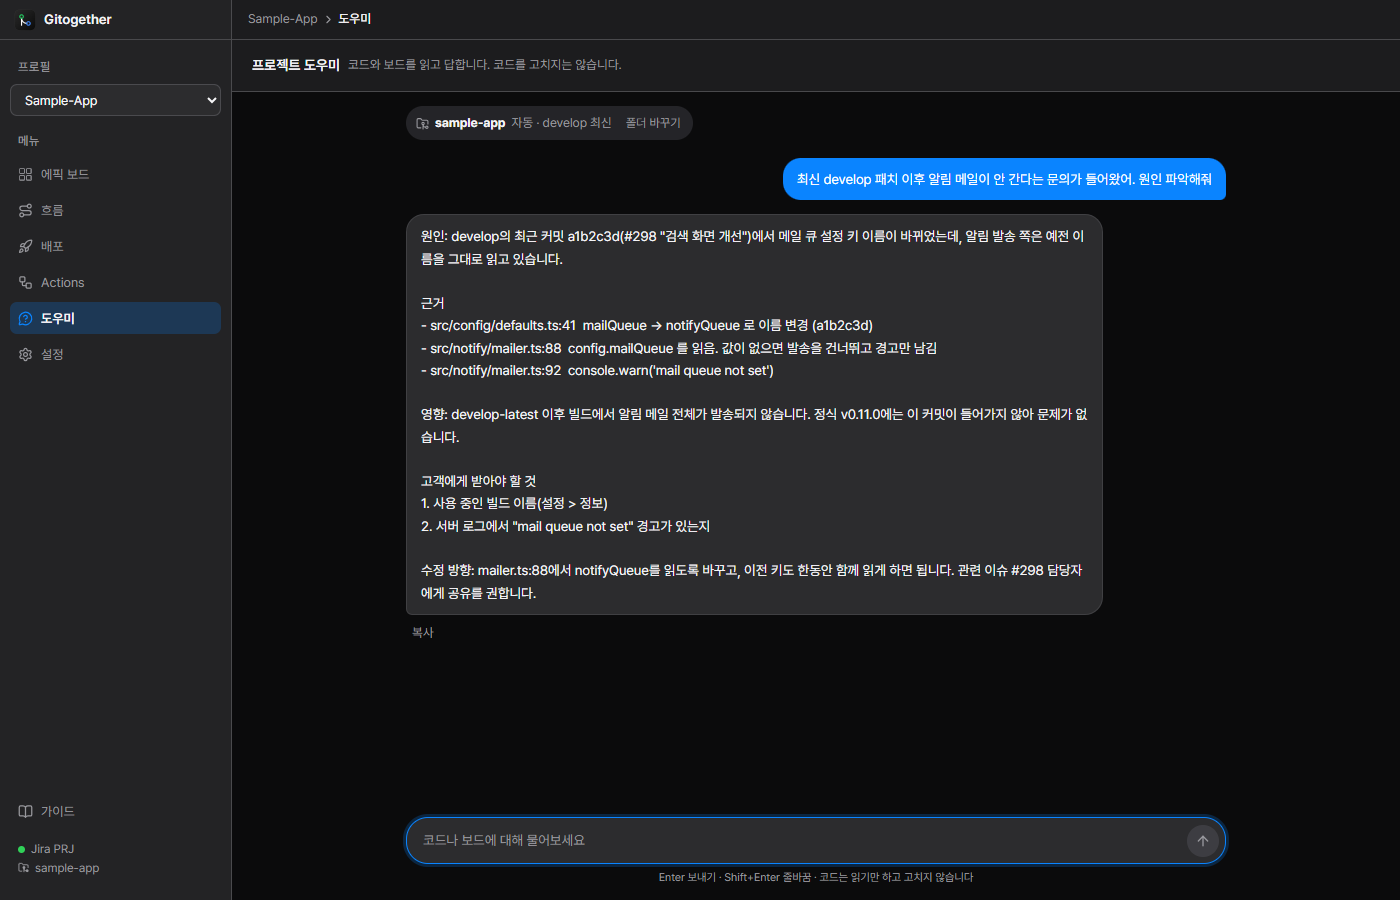 Gitogether
프로필
Sample-App
메뉴
에픽 보드
흐름
배포
Actions
도우미
설정
가이드
Jira PRJ
sample-app
Sample-App > 도우미
프로젝트 도우미 코드와 보드를 읽고 답합니다. 코드를 고치지는 않습니다.
sample-app 자동 · develop 최신 폴더 바꾸기
최신 develop 패치 이후 알림 메일이 안 간다는 문의가 들어왔어. 원인 파악해줘
원인: develop의 최근 커밋 a1b2c3d(#298 "검색 화면 개선")에서 메일 큐 설정 키 이름이 바뀌었는데, 알림 발송 쪽은 예전 이
름을 그대로 읽고 있습니다.
근거
- src/config/defaults.ts:41 mailQueue → notifyQueue 로 이름 변경 (a1b2c3d)
- src/notify/mailer.ts:88 config.mailQueue 를 읽음. 값이 없으면 발송을 건너뛰고 경고만 남김
- src/notify/mailer.ts:92 console.warn('mail queue not set')
영향: develop-latest 이후 빌드에서 알림 메일 전체가 발송되지 않습니다. 정식 v0.11.0에는 이 커밋이 들어가지 않아 문제가 없
습니다.
고객에게 받아야 할 것
1. 사용 중인 빌드 이름(설정 > 정보)
2. 서버 로그에서 "mail queue not set" 경고가 있는지
수정 방향: mailer.ts:88에서 notifyQueue를 읽도록 바꾸고, 이전 키도 한동안 함께 읽게 하면 됩니다. 관련 이슈 #298 담당자
에게 공유를 권합니다.
복사
코드나 보드에 대해 물어보세요
Enter 보내기 · Shift+Enter 줄바꿈 · 코드는 읽기만 하고 고치지 않습니다